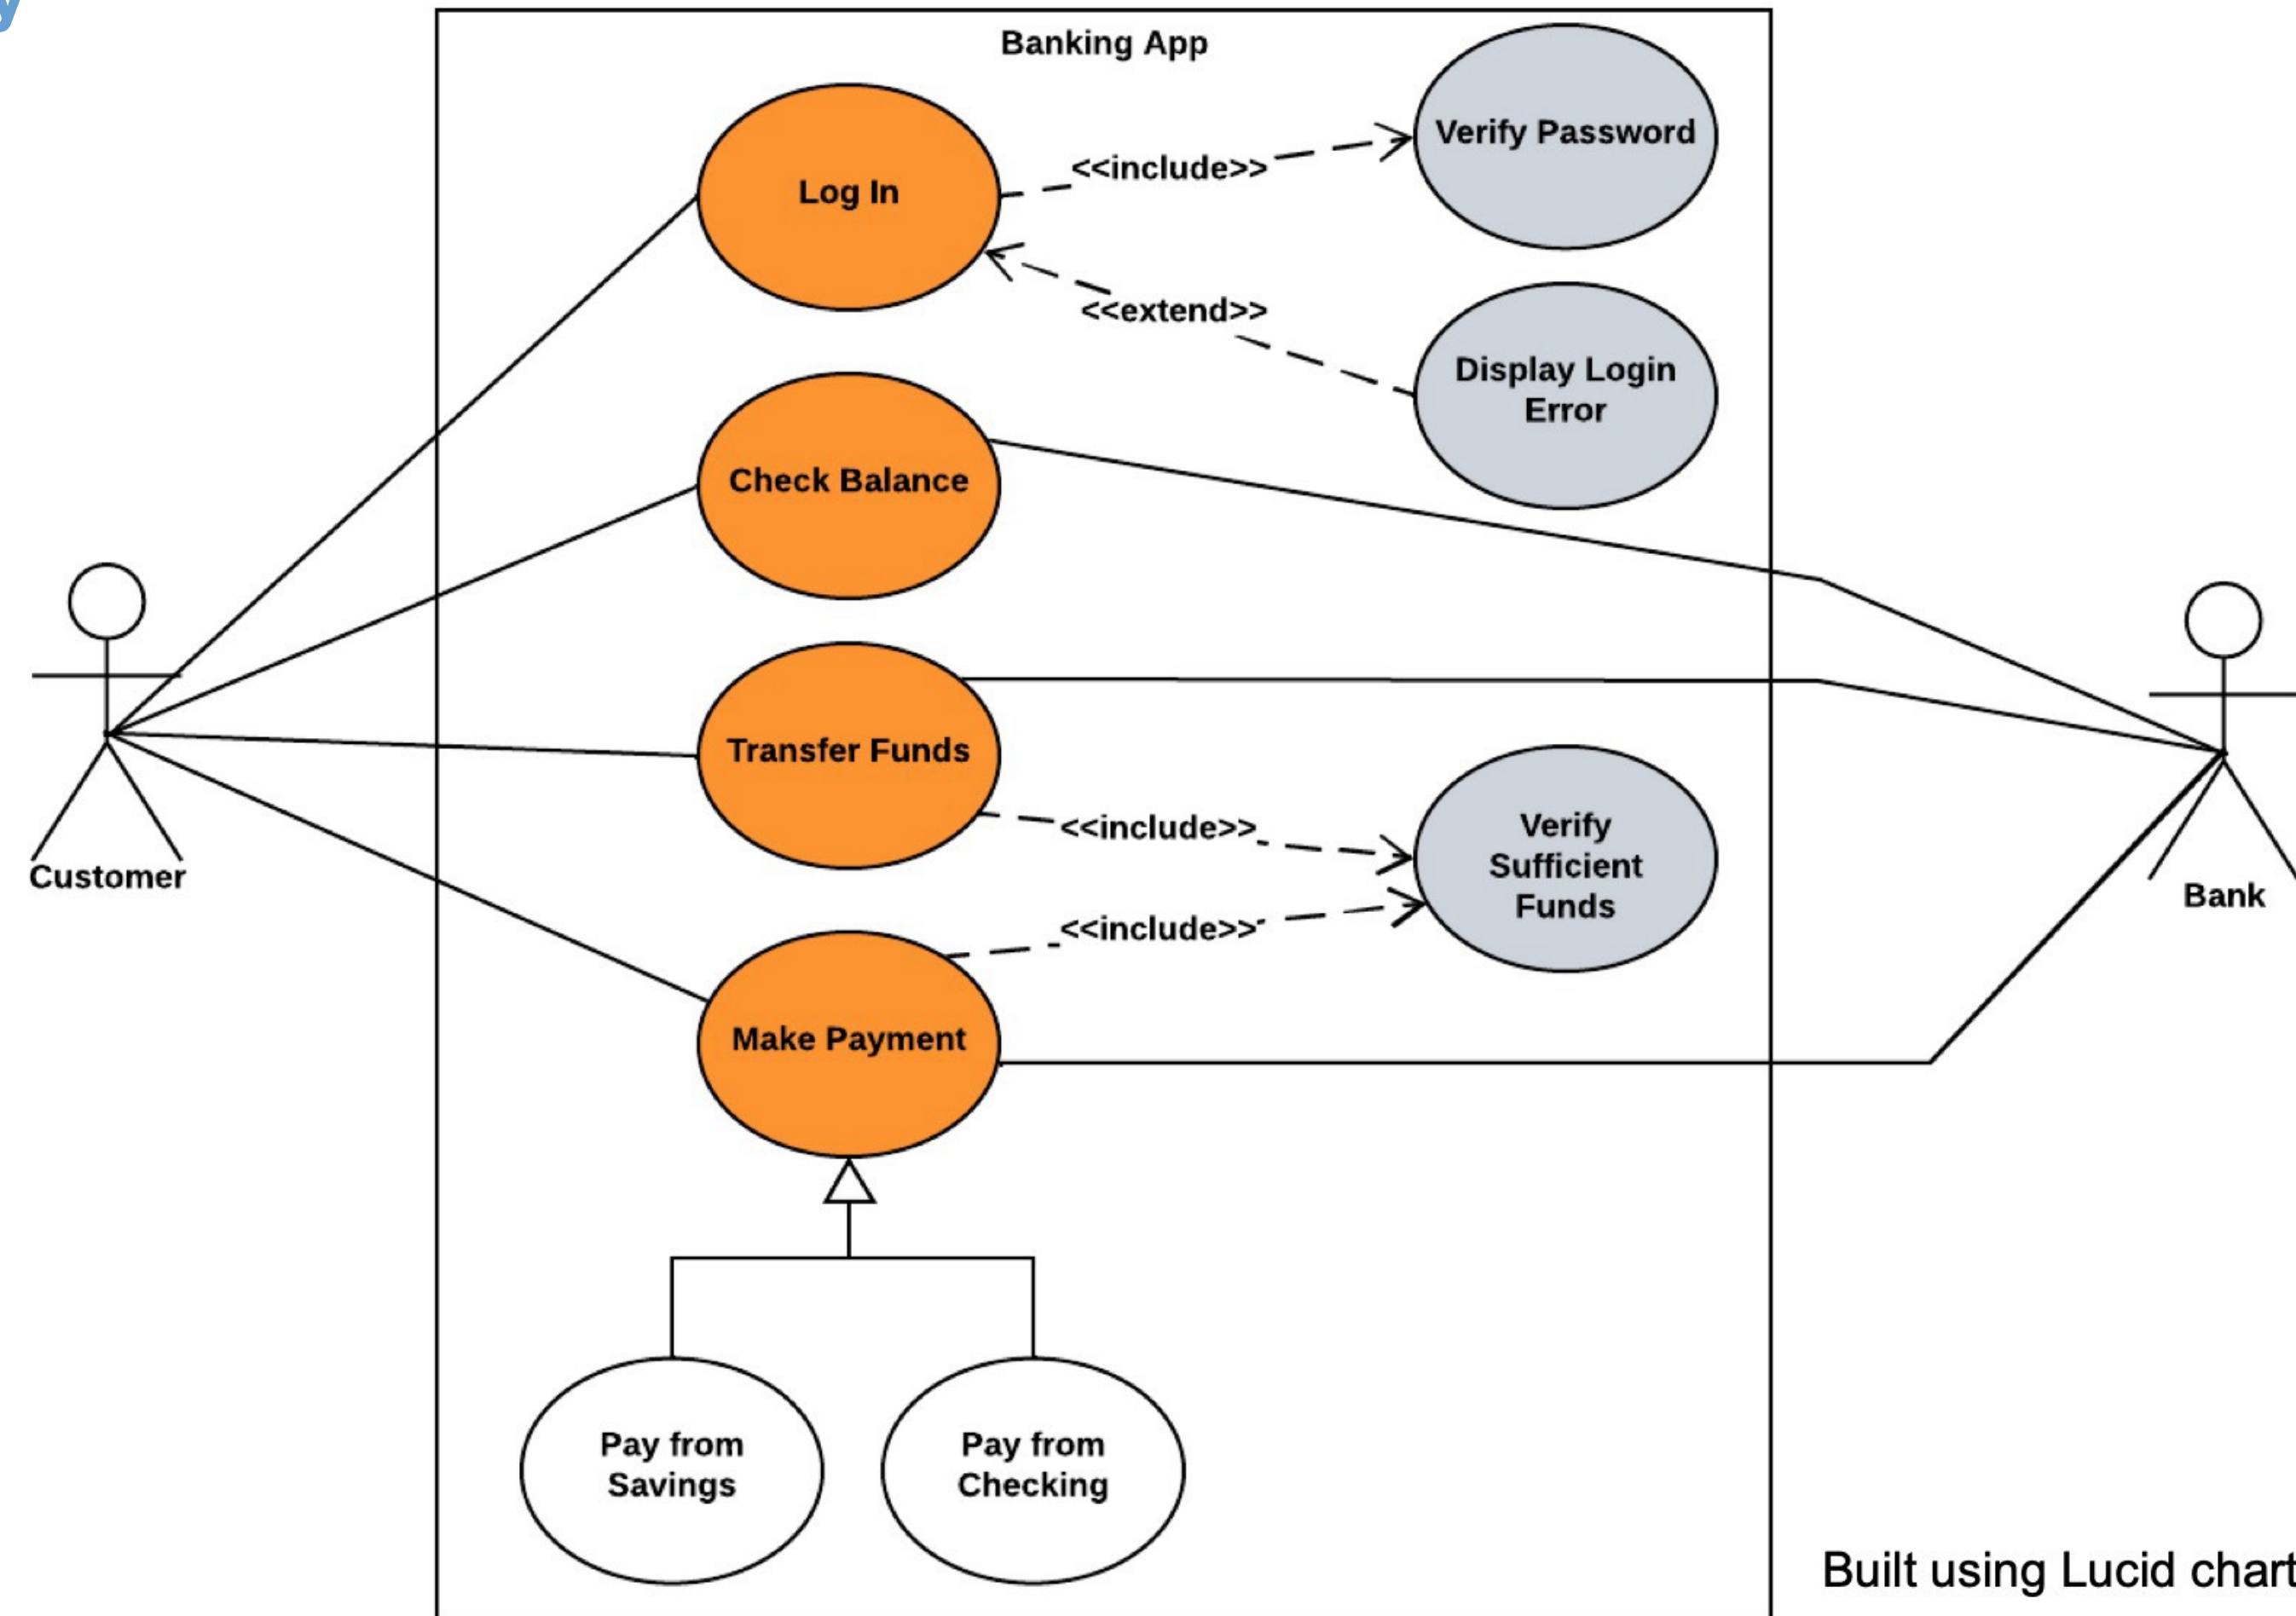 Banking App
Verify Password
<<include>>
Log In
<<extend>>
Display Login
Error
Check Balance
Transfer Funds
<<include>>
Verify
Sufficient
Funds
Customer
Bank
<<include>>
Make Payment
Pay from
Savings
Pay from
Checking
Built using Lucid chart